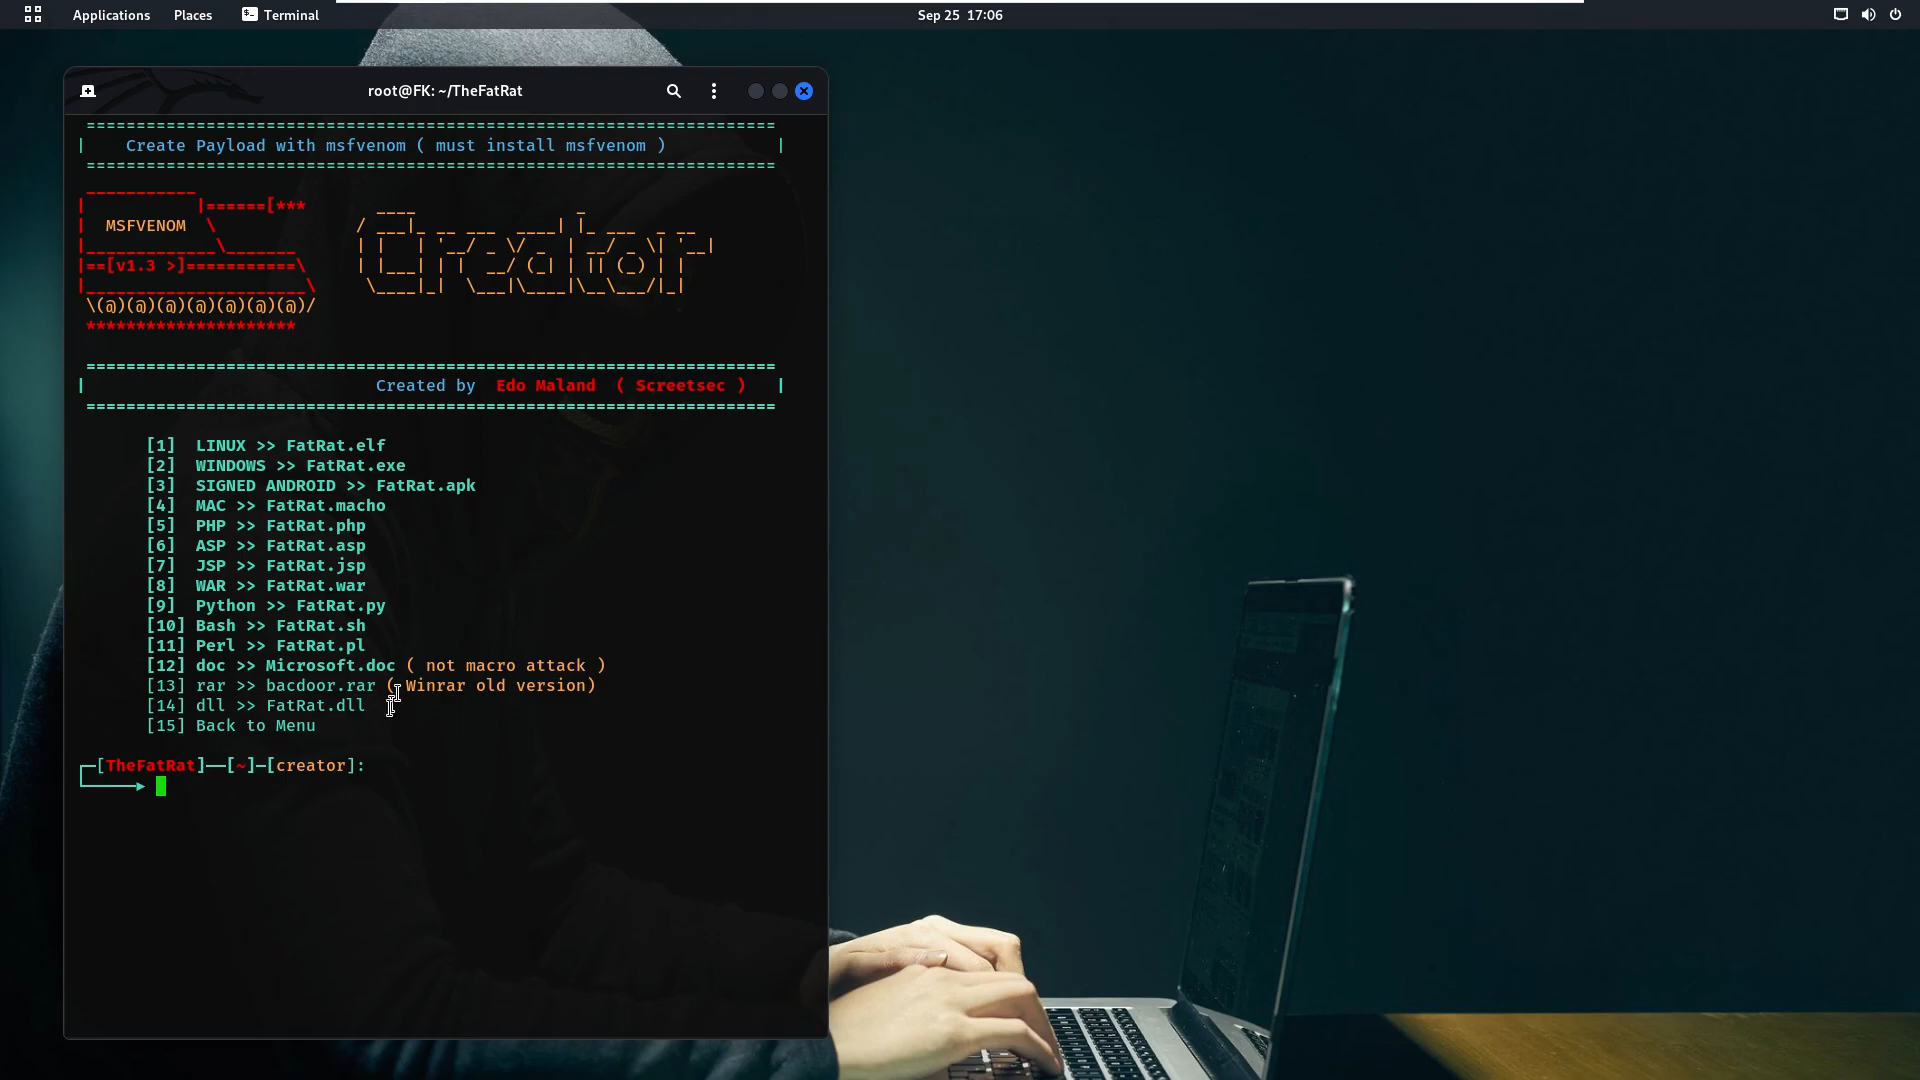 Applications Places Terminal Sep 25 17:06
root@FK: ~/TheFatRat
Create Payload with msfvenom ( must install msfvenom )
MSFVENOM
Creator
==[v1.3 >]===========\
\(@)(@)(@)(@)(@)(@)(@)/
*********************
Created by Edo Maland ( Screetsec )
[1] LINUX >> FatRat.elf
[2] WINDOWS >> FatRat.exe
[3] SIGNED ANDROID >> FatRat.apk
[4] MAC >> FatRat.macho
[5] PHP >> FatRat.php
[6] ASP >> FatRat.asp
[7] JSP >> FatRat.jsp
[8] WAR >> FatRat.war
[9] Python >> FatRat.py
[10] Bash >> FatRat.sh
[11] Perl >> FatRat.pl
[12] doc >> Microsoft.doc ( not macro attack )
[13] rar >> bacdoor.rar ( Winrar old version)
[14] dll >> FatRat.dll
[15] Back to Menu
[TheFatRat]──[~]─[creator]: